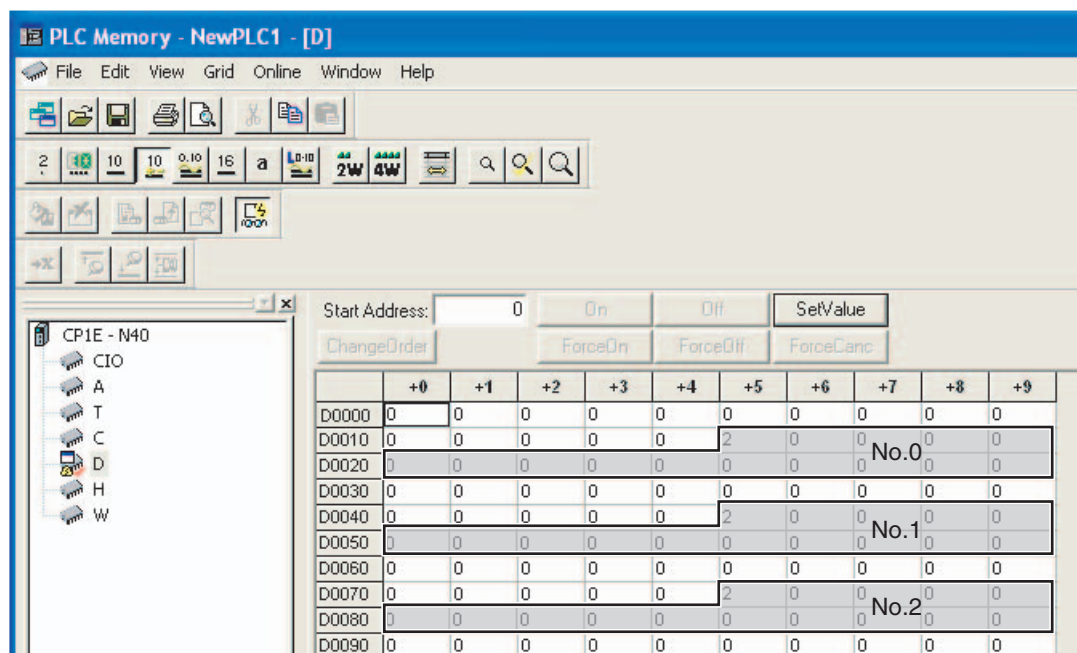 PLC Memory - NewPLC1 - [D]
File Edit View Grid Online Window Help
2 10 10 10 0.10 16 a L0-10 2W 4W
CP1E - N40
CIO
A
T
C
D
H
W
Start Address: 0 On Off SetValue
ChangeOrder ForceOn ForceOff ForceCanc
+0 +1 +2 +3 +4 +5 +6 +7 +8 +9
D0000 0 0 0 0 0 0 0 0 0 0
D0010 0 0 0 0 0 2 0 0 0 0
No.0
D0020 0 0 0 0 0 0 0 0 0 0
D0030 0 0 0 0 0 0 0 0 0 0
D0040 0 0 0 0 0 2 0 0 0 0
No.1
D0050 0 0 0 0 0 0 0 0 0 0
D0060 0 0 0 0 0 0 0 0 0 0
D0070 0 0 0 0 0 2 0 0 0 0
No.2
D0080 0 0 0 0 0 0 0 0 0 0
D0090 0 0 0 0 0 0 0 0 0 0